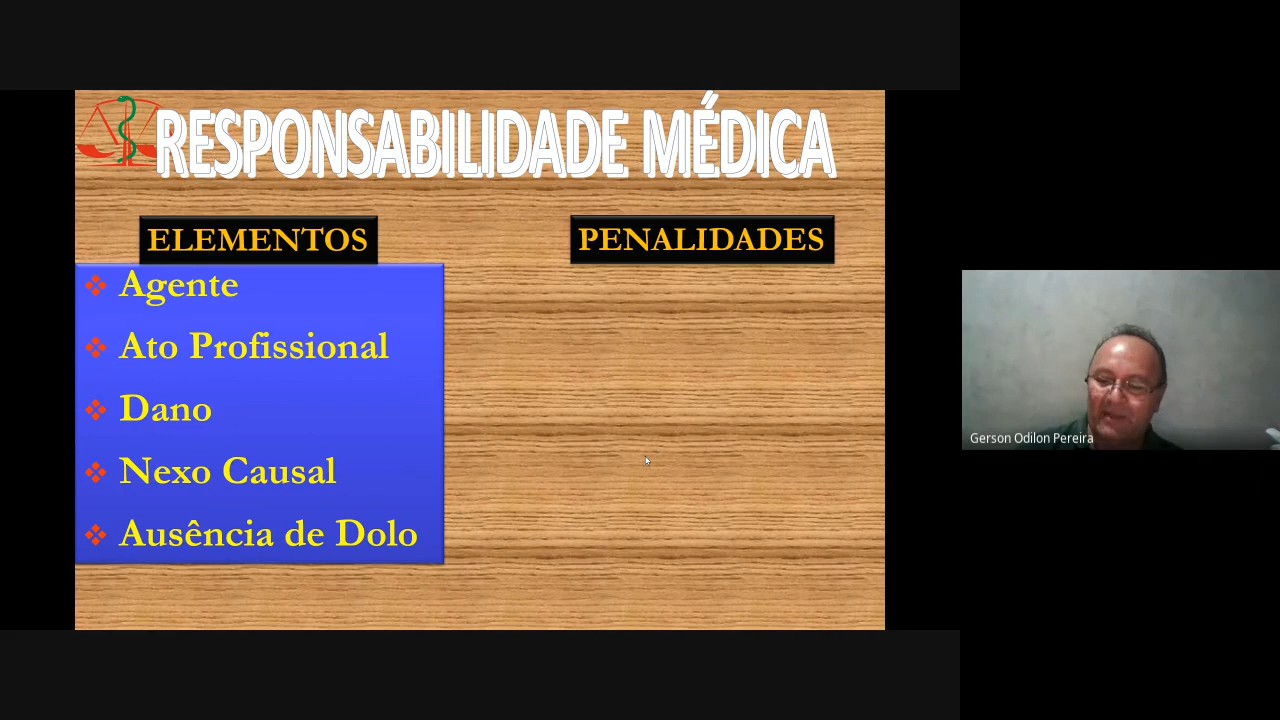 RESPONSABILIDADE MÉDICA
ELEMENTOS
Agente
Ato Profissional
Dano
Nexo Causal
Ausência de Dolo
PENALIDADES
Gerson Odilon Pereira